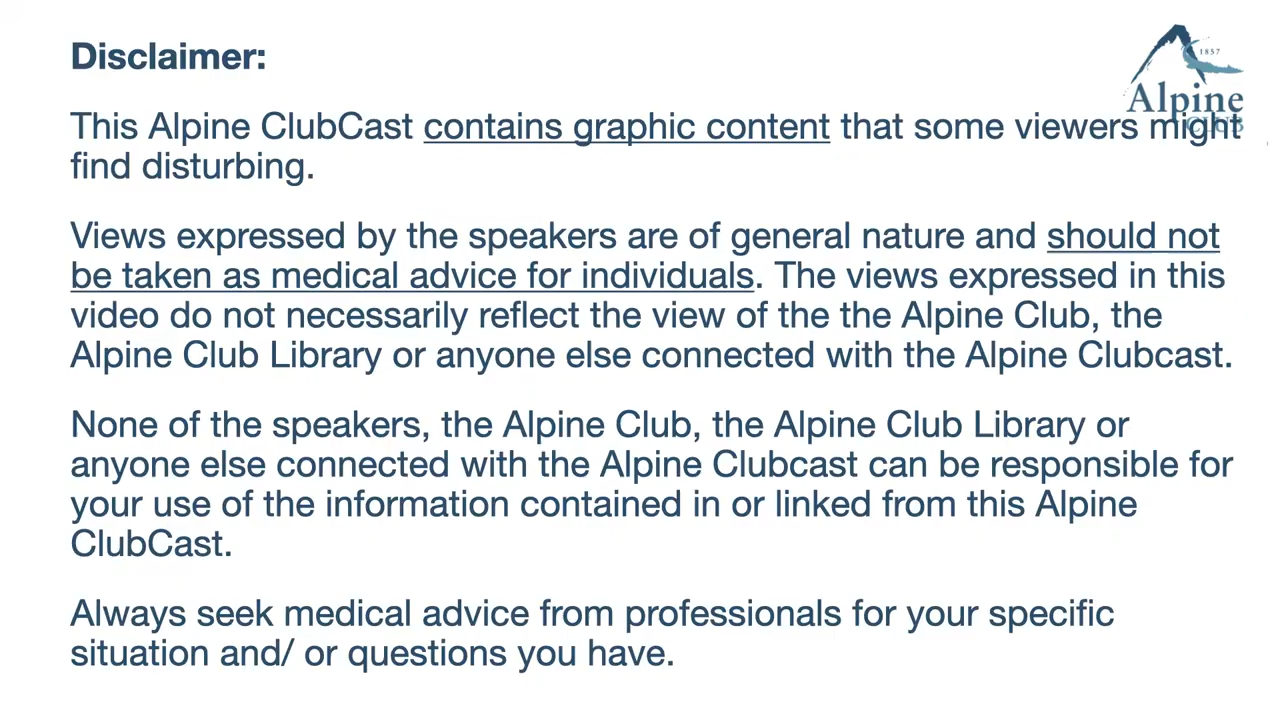 Disclaimer:
1857
Alpine
CLUB
This Alpine ClubCast contains graphic content that some viewers might
find disturbing.
Views expressed by the speakers are of general nature and should not
be taken as medical advice for individuals. The views expressed in this
video do not necessarily reflect the view of the the Alpine Club, the
Alpine Club Library or anyone else connected with the Alpine Clubcast.
None of the speakers, the Alpine Club, the Alpine Club Library or
anyone else connected with the Alpine Clubcast can be responsible for
your use of the information contained in or linked from this Alpine
ClubCast.
Always seek medical advice from professionals for your specific
situation and/ or questions you have.